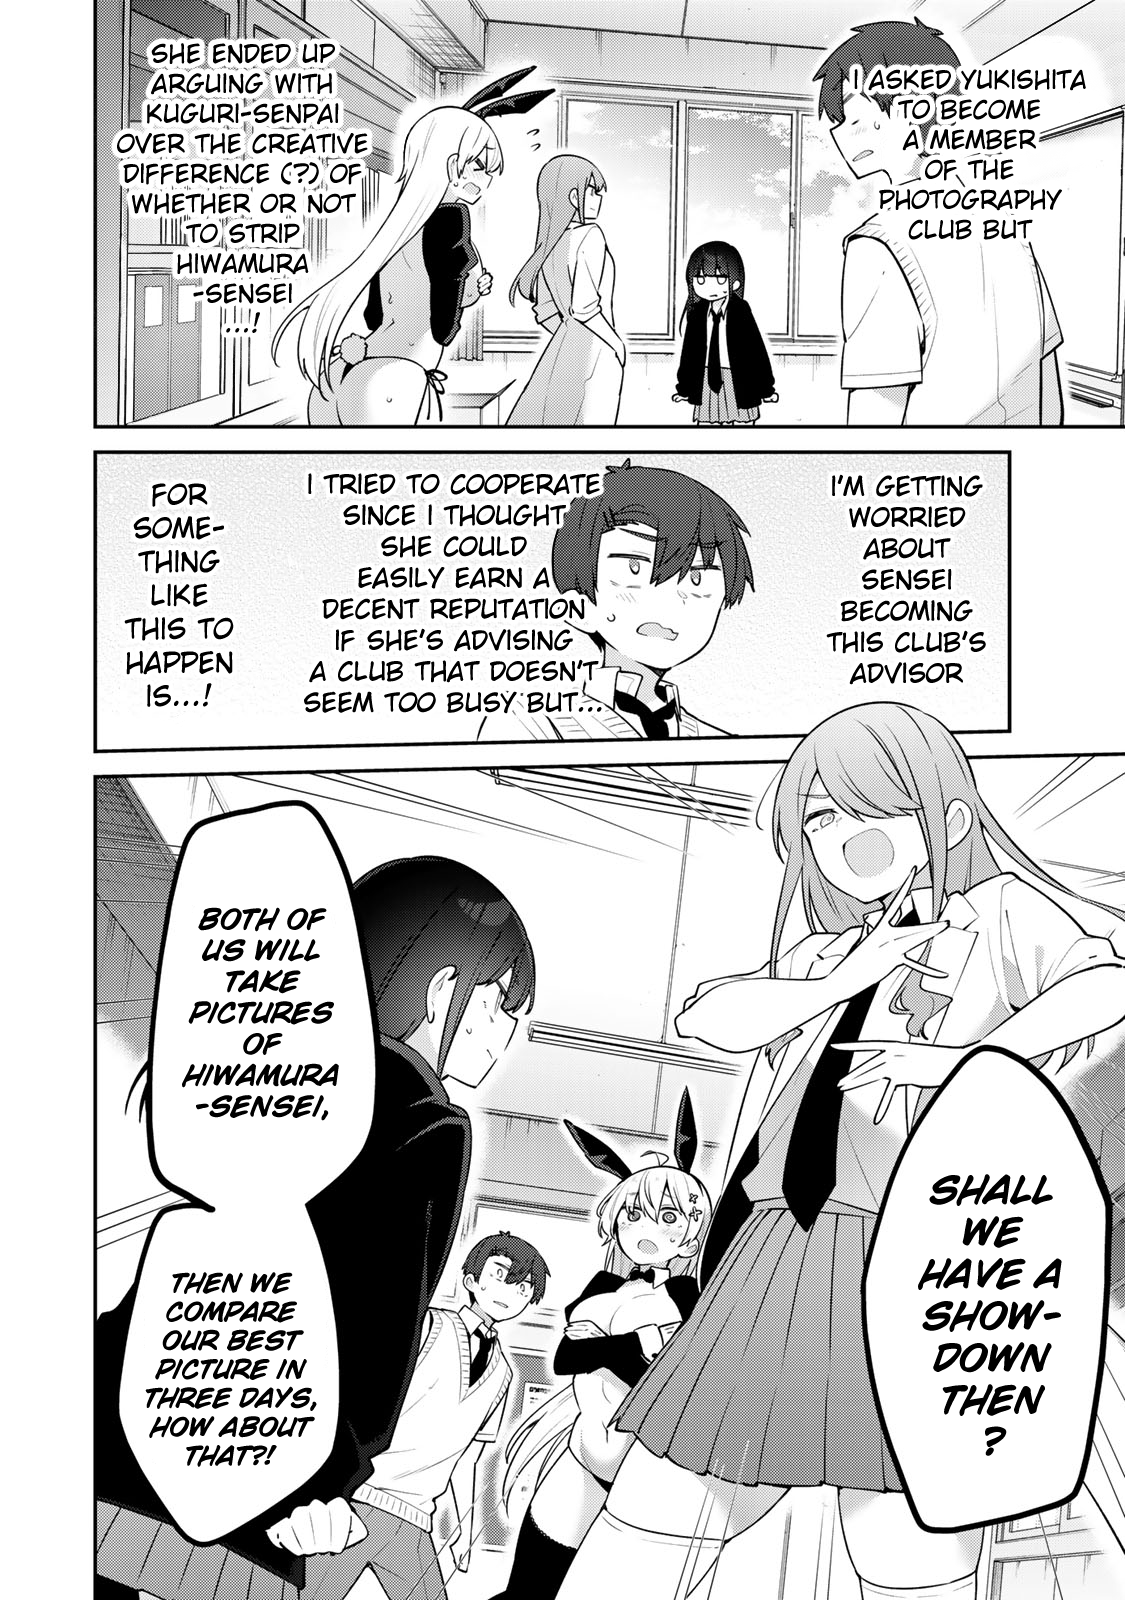 I ASKED YUKISHITA
TO BECOME
A MEMBER
OF THE
PHOTOGRAPHY
CLUB BUT
SHE ENDED UP
ARGUING WITH
KUGURI-SENPAI
OVER THE CREATIVE
DIFFERENCE (?) OF
WHETHER OR NOT
TO STRIP
HIWAMURA
-SENSEI
...!
I'M GETTING
WORRIED
ABOUT
SENSEI
BECOMING
THIS CLUB'S
ADVISOR
I TRIED TO COOPERATE
SINCE I THOUGHT
SHE COULD
EASILY EARN A
DECENT REPUTATION
IF SHE'S ADVISING
A CLUB THAT DOESN'T
SEEM TOO BUSY BUT...
FOR
SOME-
THING
LIKE
THIS TO
HAPPEN
IS...!
SHALL
WE
HAVE A
SHOW-
DOWN
THEN
?
BOTH OF
US WILL
TAKE
PICTURES
OF
HIWAMURA
-SENSEI,
THEN WE
COMPARE
OUR BEST
PICTURE IN
THREE DAYS,
HOW ABOUT
THAT?!